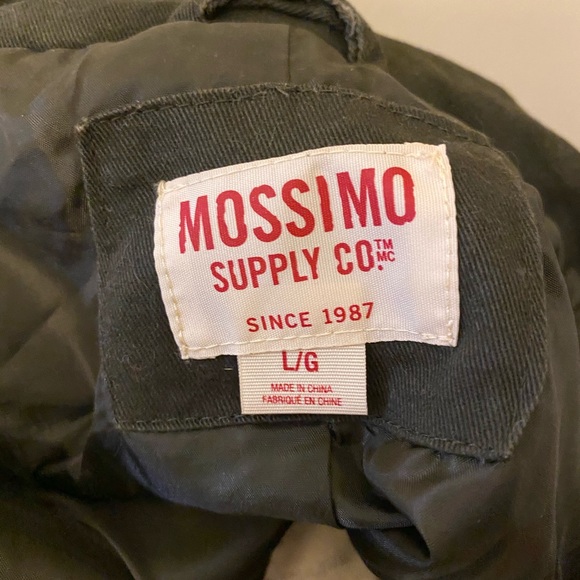 MOSSIMO
SUPPLY CO.™ MC
SINCE 1987
L/G
MADE IN CHINA
FABRIQUÉ EN CHINE